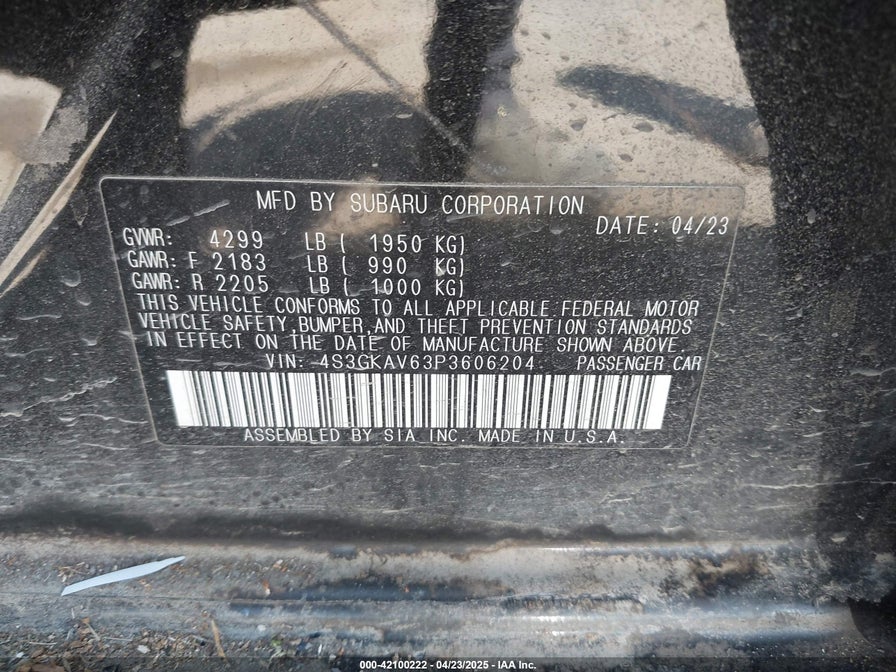 MFD BY SUBARU CORPORATION
DATE: 04/23
GVWR: 4299 LB ( 1950 KG)
GAWR: F 2183 LB ( 990 KG)
GAWR: R 2205 LB ( 1000 KG)
THIS VEHICLE CONFORMS TO ALL APPLICABLE FEDERAL MOTOR
VEHICLE SAFETY, BUMPER, AND THEFT PREVENTION STANDARDS
IN EFFECT ON THE DATE OF MANUFACTURE SHOWN ABOVE.
VIN: 4S3GKAV63P3606204 PASSENGER CAR
ASSEMBLED BY SIA INC. MADE IN U.S.A.
000-42100222 - 04/23/2025 - IAA Inc.